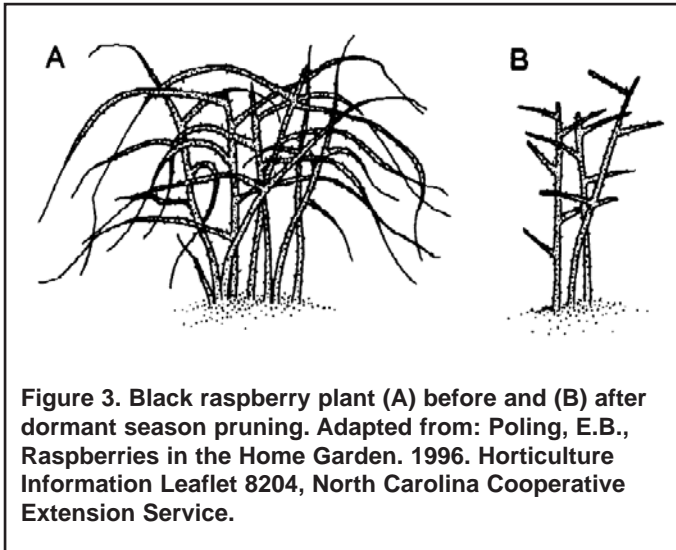 A
B
Figure 3. Black raspberry plant (A) before and (B) after
dormant season pruning. Adapted from: Poling, E.B.,
Raspberries in the Home Garden. 1996. Horticulture
Information Leaflet 8204, North Carolina Cooperative
Extension Service.